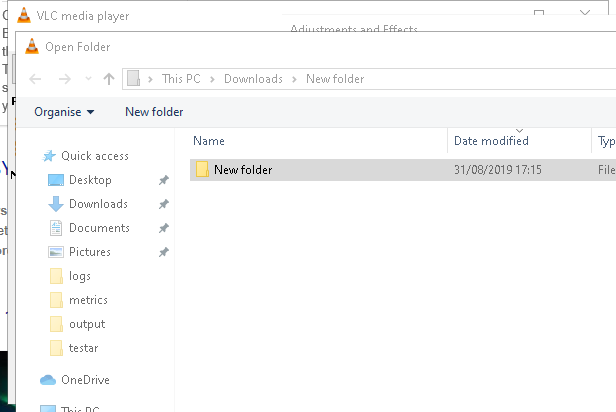 VLC media player
Adjustments and Effects
Open Folder
This PC > Downloads > New folder
Organise New folder
Name Date modified Typ
Quick access
New folder 31/08/2019 17:15 File
Desktop
Downloads
Documents
Pictures
logs
metrics
output
testar
OneDrive
This PC